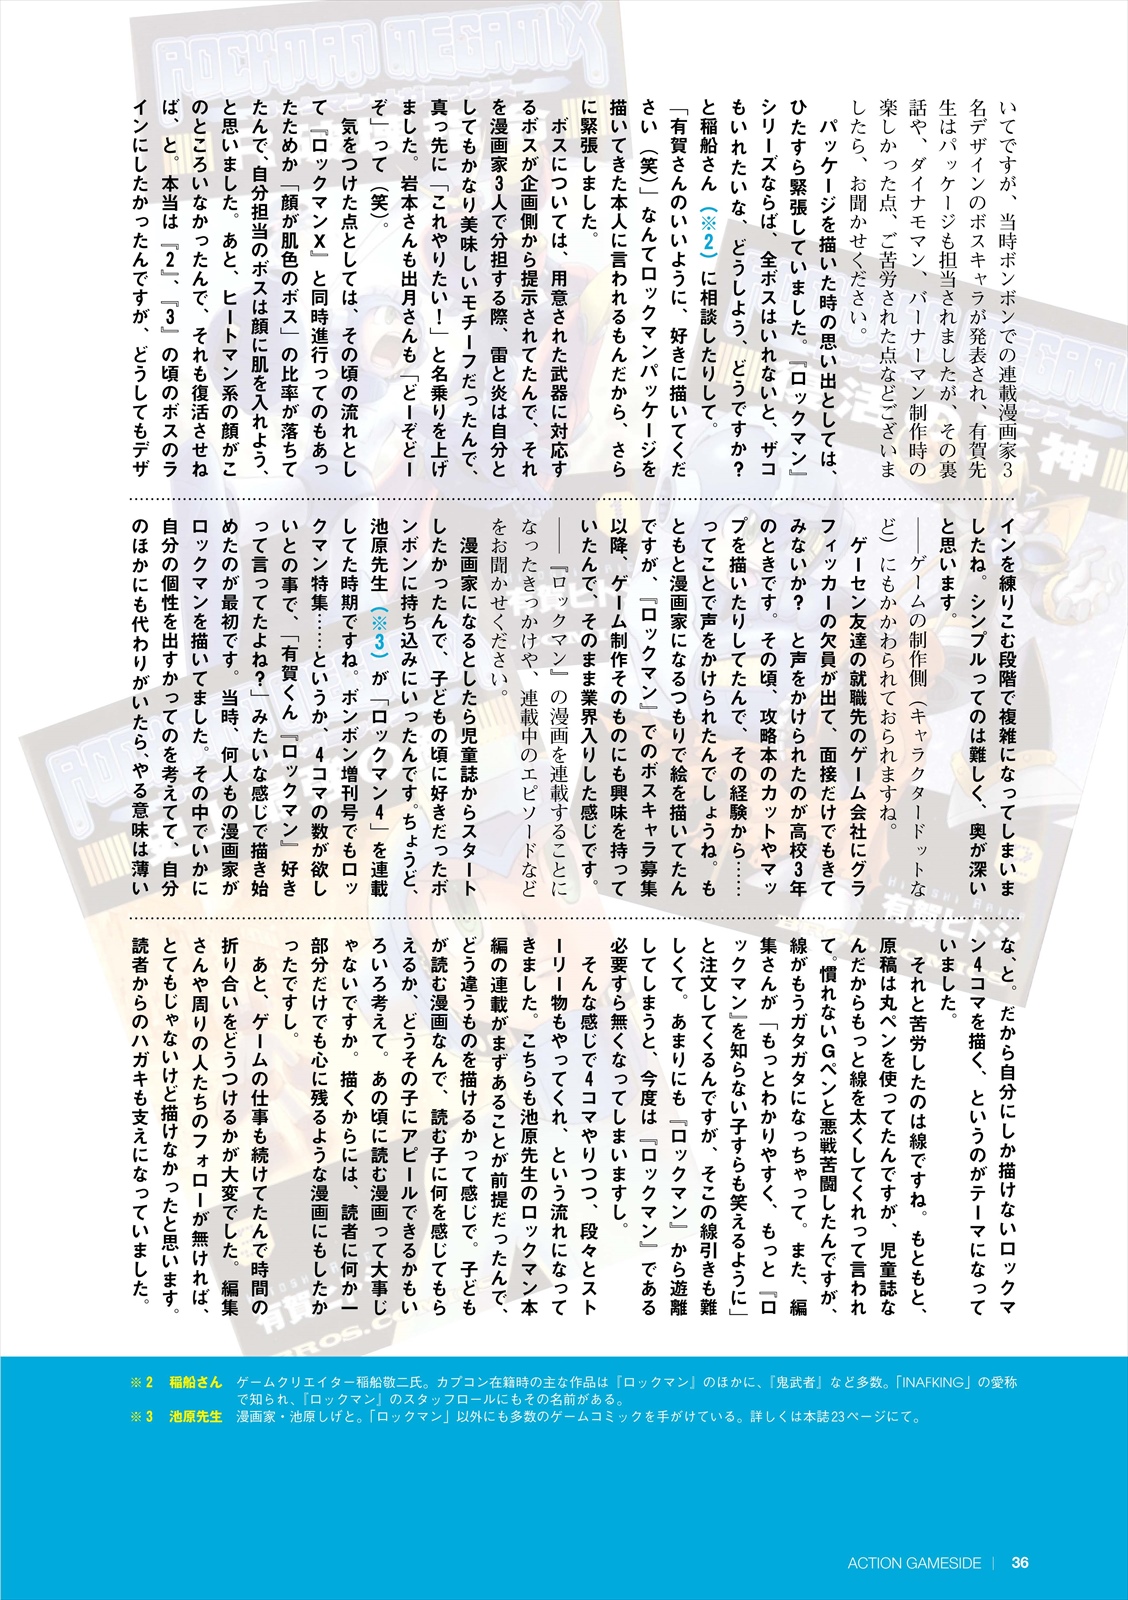 いてですが、当時ボンボンでの連載漫画家3
名デザインのボスキャラが発表され、有賀先
生はパッケージも担当されましたが、その裏
話や、ダイナモマン、バーナーマン制作時の
楽しかった点、ご苦労された点などございま
したら、お聞かせください。
パッケージを描いた時の思い出としては、
ひたすら緊張していました。『ロックマン』
シリーズならば、全ボスはいれないと、ザコ
もいれたいな、どうしよう、どうですか?
と稲船さん(※2)に相談したりして。
「有賀さんのいいように、好きに描いてくだ
さい(笑)」なんてロックマンパッケージを
描いてきた本人に言われるもんだから、さら
に緊張しました。
ボスについては、用意された武器に対応す
るボスが企画側から提示されてたんで、それ
を漫画家3人で分担する際、雷と炎は自分と
してもかなり美味しいモチーフだったんで、
真っ先に「これやりたい!」と名乗りを上げ
ました。岩本さんも出月さんも「どーぞどー
ぞ」って(笑)。
気をつけた点としては、その頃の流れとし
て『ロックマンX』と同時進行ってのもあっ
たためか「顔が肌色のボス」の比率が落ちて
たんで、自分担当のボスは顔に肌を入れよう、
と思いました。あと、ヒートマン系の顔がこ
のところいなかったんで、それも復活させね
ば、と。本当は『2』、『3』の頃のボスのラ
インにしたかったんですが、どうしてもデザ
インを練りこむ段階で複雑になってしまいま
したね。シンプルってのは難しく、奥が深い
と思います。
――ゲームの制作側(キャラクタードットな
ど)にもかかわられておられますね。
ゲーセン友達の就職先のゲーム会社にグラ
フィッカーの欠員が出て、面接だけでもきて
みないか? と声をかけられたのが高校3年
のときです。その頃、攻略本のカットやマッ
プを描いたりしてたんで、その経験から……
ってことで声をかけられたんでしょうね。も
ともと漫画家になるつもりで絵を描いてたん
ですが、『ロックマン』でのボスキャラ募集
以降、ゲーム制作そのものにも興味を持って
いたんで、そのまま業界入りした感じです。
――『ロックマン』の漫画を連載することに
なったきっかけや、連載中のエピソードなど
をお聞かせください。
漫画家になるとしたら児童誌からスタート
したかったんで、子どもの頃に好きだったボ
ンボンに持ち込みにいったんです。ちょうど、
池原先生(※3)が「ロックマン4」を連載
してた時期ですね。ボンボン増刊号でもロッ
クマン特集……というか、4コマの数が欲し
いとの事で、「有賀くん『ロックマン』好き
って言ってたよね?」みたいな感じで描き始
めたのが最初です。当時、何人もの漫画家が
ロックマンを描いてました。その中でいかに
自分の個性を出すかってのを考えてて、自分
のほかにも代わりがいたら、やる意味は薄い
な、と。だから自分にしか描けないロックマ
ン4コマを描く、というのがテーマになって
いました。
それと苦労したのは線ですね。もともと、
原稿は丸ペンを使ってたんですが、児童誌な
んだからもっと線を太くしてくれって言われ
て。慣れないGペンと悪戦苦闘したんですが、
線がもうガタガタになっちゃって。また、編
集さんが「もっとわかりやすく、もっと『ロ
ックマン』を知らない子すらも笑えるように」
と注文してくるんですが、そこの線引きも難
しくて。あまりにも『ロックマン』から遊離
してしまうと、今度は『ロックマン』である
必要すら無くなってしまいますし。
そんな感じで4コマやりつつ、段々とスト
ーリー物もやってくれ、という流れになって
きました。こちらも池原先生のロックマン本
編の連載がまずあることが前提だったんで、
どう違うものを描けるかって感じで。子ども
が読む漫画なんで、読む子に何を感じてもら
えるか、どうその子にアピールできるかもい
ろいろ考えて。あの頃に読む漫画って大事じ
ゃないですか。描くからには、読者に何か一
部分だけでも心に残るような漫画にもしたか
ったですし。
あと、ゲームの仕事も続けてたんで時間の
折り合いをどうつけるかが大変でした。編集
さんや周りの人たちのフォローが無ければ、
とてもじゃないけど描けなかったと思います。
読者からのハガキも支えになっていました。
※2 稲船さん ゲームクリエイター稲船敬二氏。カプコン在籍時の主な作品は『ロックマン』のほかに、『鬼武者』など多数。「INAFKING」の愛称
で知られ、『ロックマン』のスタッフロールにもその名前がある。
※3 池原先生 漫画家・池原しげと。「ロックマン」以外にも多数のゲームコミックを手がけている。詳しくは本誌23ページにて。
ACTION GAMESIDE | 36